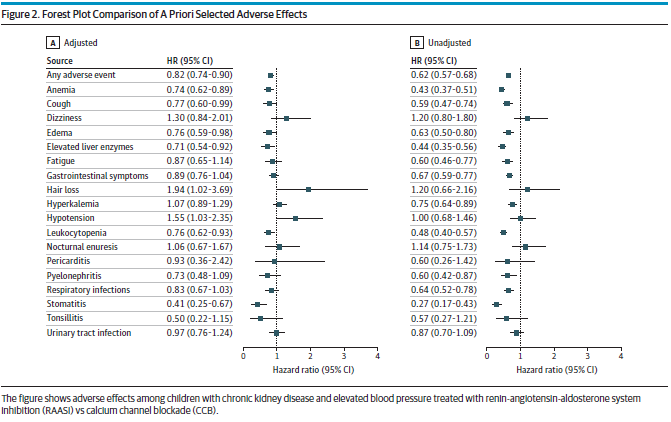 Figure 2. Forest Plot Comparison of A Priori Selected Adverse Effects
A Adjusted
Source HR (95% CI)
Any adverse event 0.82 (0.74-0.90)
Anemia 0.74 (0.62-0.89)
Cough 0.77 (0.60-0.99)
Dizziness 1.30 (0.84-2.01)
Edema 0.76 (0.59-0.98)
Elevated liver enzymes 0.71 (0.54-0.92)
Fatigue 0.87 (0.65-1.14)
Gastrointestinal symptoms 0.89 (0.76-1.04)
Hair loss 1.94 (1.02-3.69)
Hyperkalemia 1.07 (0.89-1.29)
Hypotension 1.55 (1.03-2.35)
Leukocytopenia 0.76 (0.62-0.93)
Nocturnal enuresis 1.06 (0.67-1.67)
Pericarditis 0.93 (0.36-2.42)
Pyelonephritis 0.73 (0.48-1.09)
Respiratory infections 0.83 (0.67-1.03)
Stomatitis 0.41 (0.25-0.67)
Tonsillitis 0.50 (0.22-1.15)
Urinary tract infection 0.97 (0.76-1.24)
0 1 2 3 4
Hazard ratio (95% CI)
B Unadjusted
HR (95% CI)
0.62 (0.57-0.68)
0.43 (0.37-0.51)
0.59 (0.47-0.74)
1.20 (0.80-1.80)
0.63 (0.50-0.80)
0.44 (0.35-0.56)
0.60 (0.46-0.77)
0.67 (0.59-0.77)
1.20 (0.66-2.16)
0.75 (0.64-0.89)
1.00 (0.68-1.46)
0.48 (0.40-0.57)
1.14 (0.75-1.73)
0.60 (0.26-1.42)
0.60 (0.42-0.87)
0.64 (0.52-0.78)
0.27 (0.17-0.43)
0.57 (0.27-1.21)
0.87 (0.70-1.09)
0 1 2 3 4
Hazard ratio (95% CI)
The figure shows adverse effects among children with chronic kidney disease and elevated blood pressure treated with renin-angiotensin-aldosterone system
inhibition (RAASI) vs calcium channel blockade (CCB).